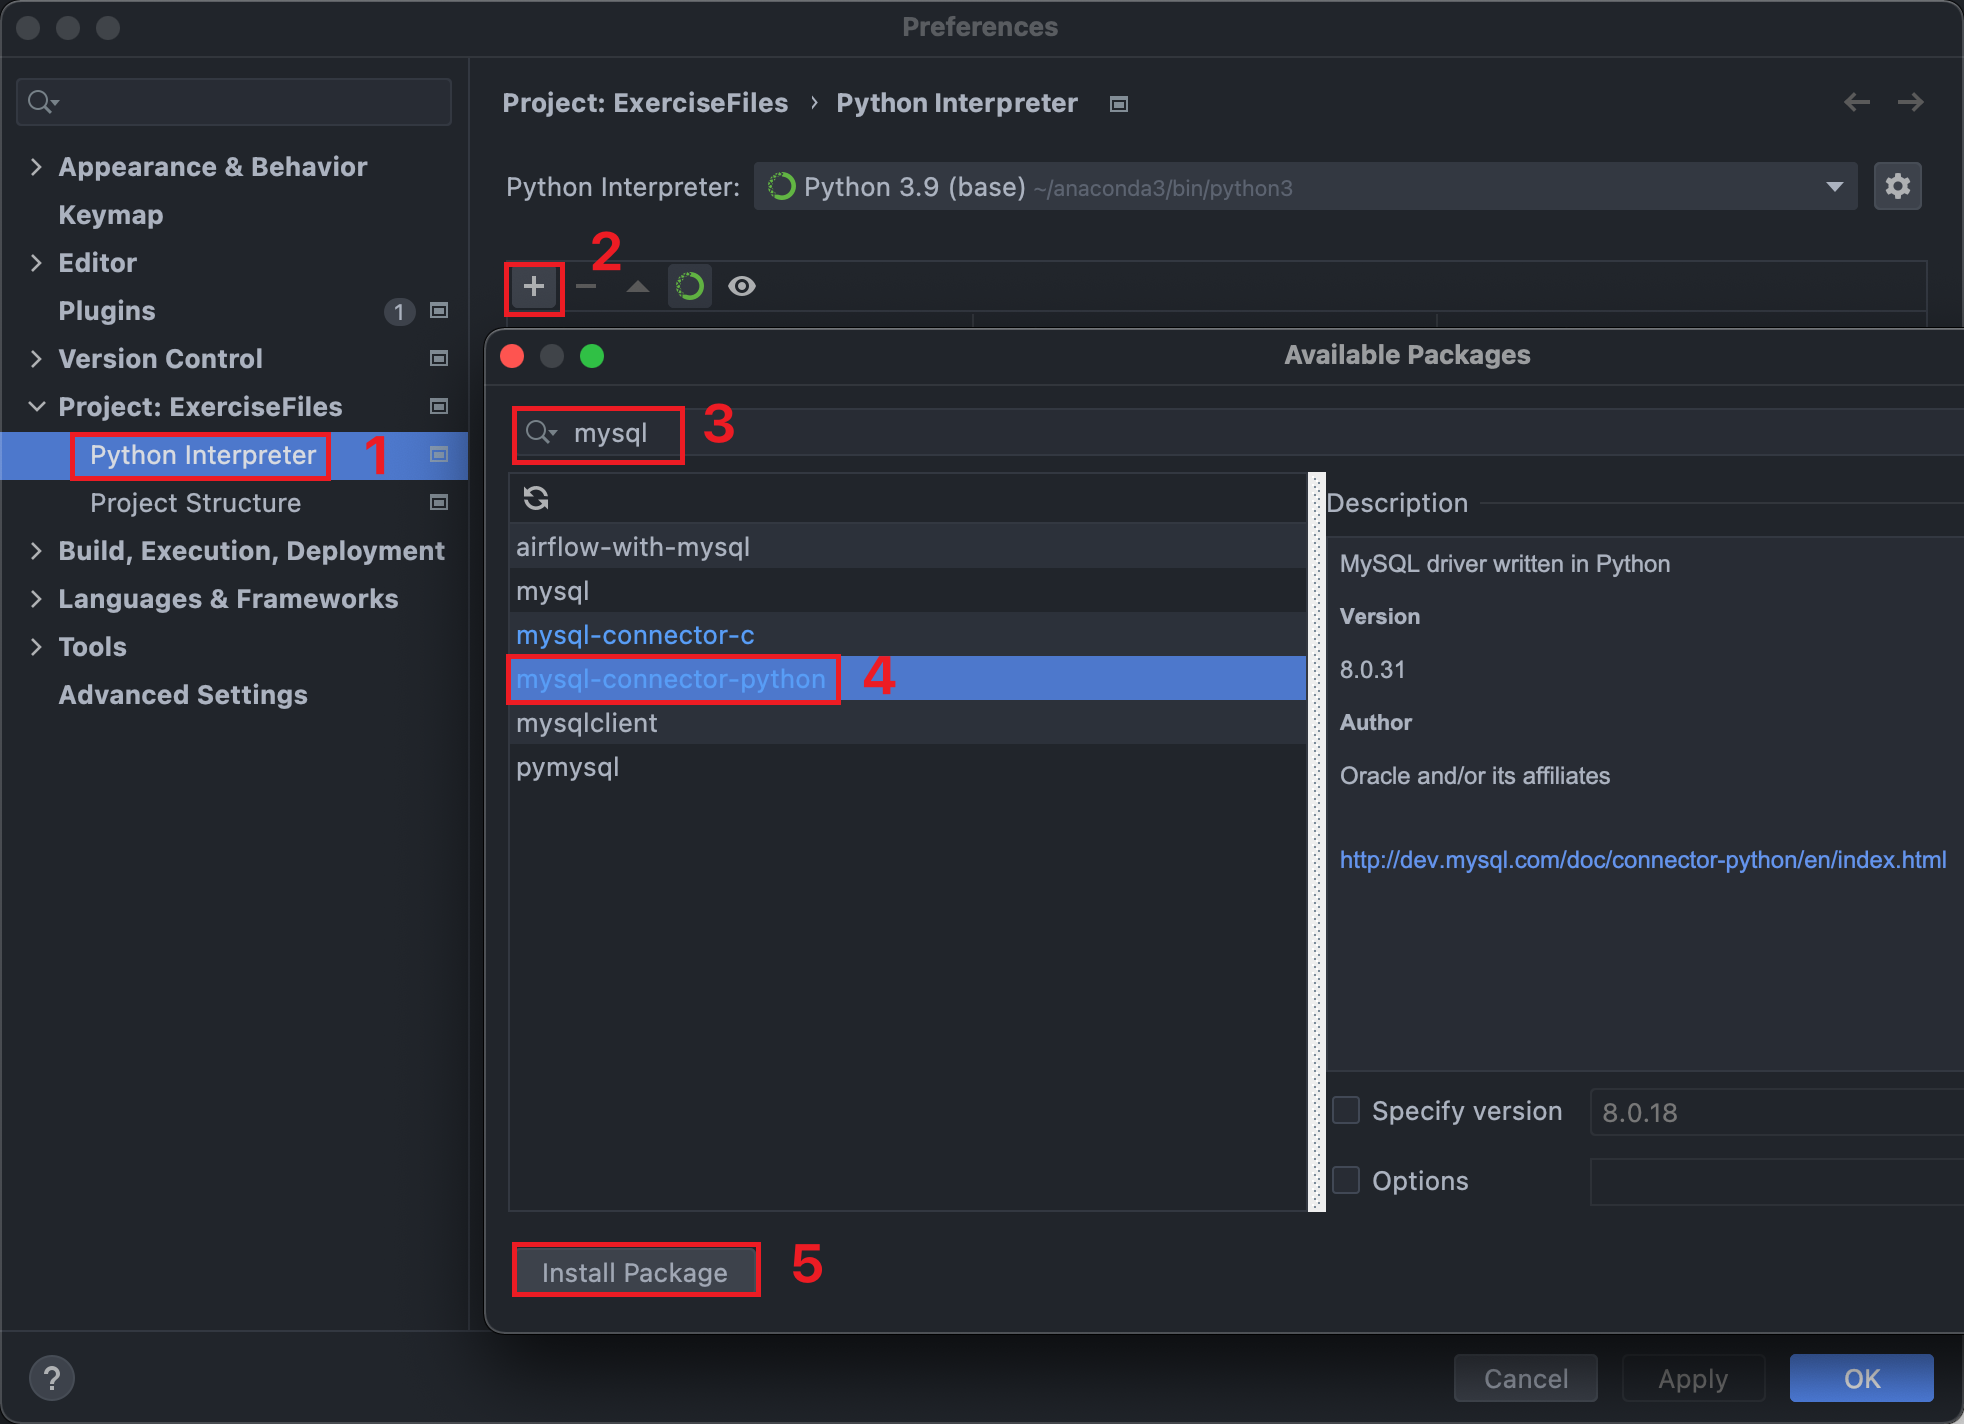 Preferences
Project: ExerciseFiles › Python Interpreter
Appearance & Behavior
Keymap
Editor
Plugins 1
Version Control
Project: ExerciseFiles
Python Interpreter 1
Project Structure
Build, Execution, Deployment
Languages & Frameworks
Tools
Advanced Settings
Python Interpreter: Python 3.9 (base) ~/anaconda3/bin/python3
+ 2
Available Packages
mysql 3
airflow-with-mysql
mysql
mysql-connector-c
mysql-connector-python 4
mysqlclient
pymysql
Description
MySQL driver written in Python
Version
8.0.31
Author
Oracle and/or its affiliates
http://dev.mysql.com/doc/connector-python/en/index.html
Specify version 8.0.18
Options
Install Package 5
?
Cancel Apply OK